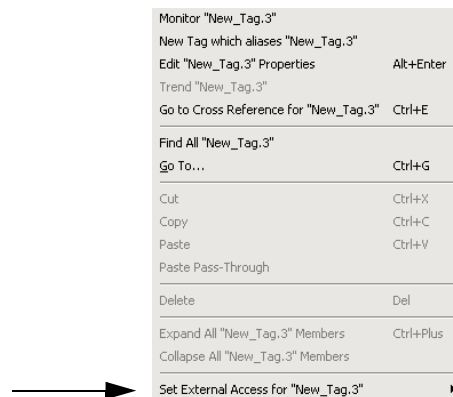 Monitor "New_Tag.3"
New Tag which aliases "New_Tag.3"
Edit "New_Tag.3" Properties Alt+Enter
Trend "New_Tag.3"
Go to Cross Reference for "New_Tag.3" Ctrl+E
Find All "New_Tag.3"
Go To... Ctrl+G
Cut Ctrl+X
Copy Ctrl+C
Paste Ctrl+V
Paste Pass-Through
Delete Del
Expand All "New_Tag.3" Members Ctrl+Plus
Collapse All "New_Tag.3" Members
Set External Access for "New_Tag.3"